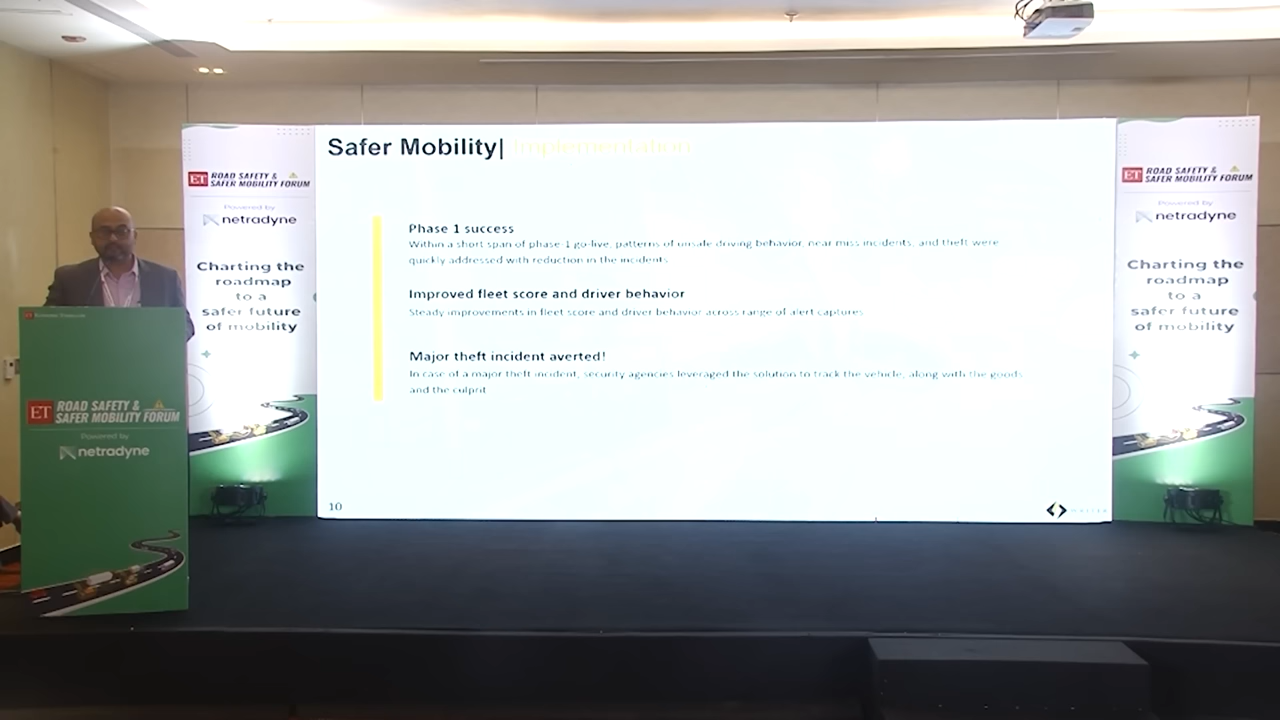 Safer Mobility| Implementation
Phase 1 success
Within a short span of phase-1 go-live, patterns of unsafe driving behavior, near miss incidents, and theft were
quickly addressed with reduction in the incidents
Improved fleet score and driver behavior
Steady improvements in fleet score and driver behavior across range of alert captures
Major theft incident averted!
In case of a major theft incident, security agencies leveraged the solution to track the vehicle, along with the goods
and the culprit
10
ET ROAD SAFETY &
SAFER MOBILITY FORUM
Powered by
netradyne
Charting the
roadmap
to a
safer future
of mobility
ET ROAD SAFETY &
SAFER MOBILITY FORUM
Powered by
netradyne
Charting the
roadmap
to a
safer future
of mobility
ET ROAD SAFETY &
SAFER MOBILITY FORUM
Powered by
netradyne